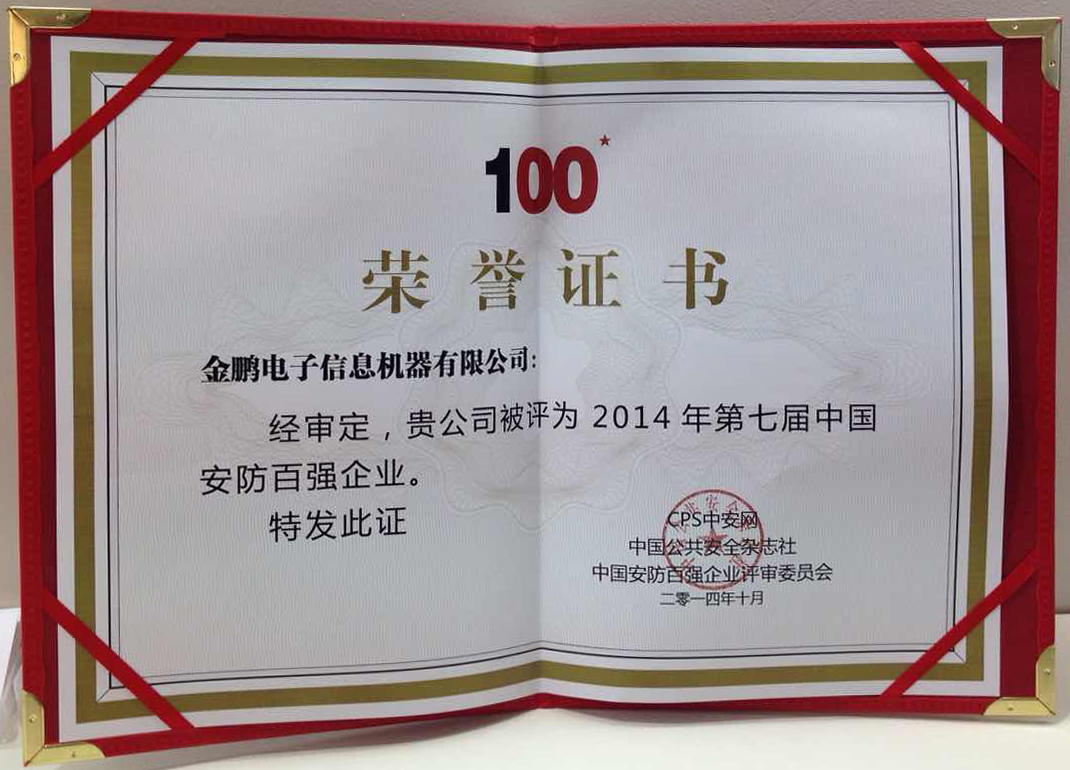 100
荣誉证书
金鹏电子信息机器有限公司:
经审定，贵公司被评为 2014 年第七届中国
安防百强企业。
特发此证
CPS中安网
中国公共安全杂志社
中国安防百强企业评审委员会
二零一四年十月